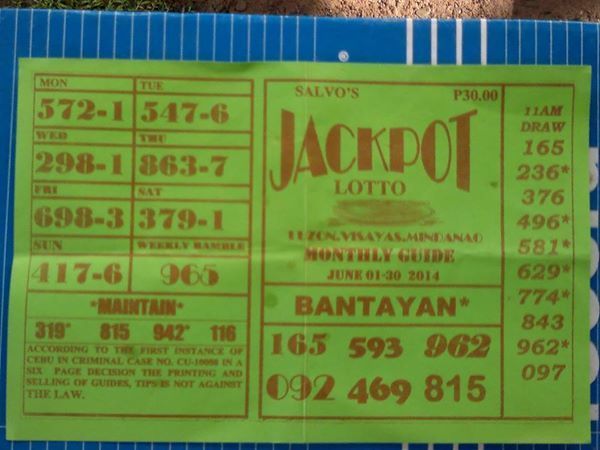 MON TUE
572-1 547-6
WED THU
298-1 863-7
FRI SAT
698-3 379-1
SUN WEEKLY RAMBLE
417-6 965
*MAINTAIN*
319* 815 942* 116
ACCORDING TO THE FIRST INSTANCE OF
CEBU IN CRIMINAL CASE NO. CU-10096 IN A
SIX PAGE DECISION THE PRINTING AND
SELLING OF GUIDES, TIPS IS NOT AGAINST
THE LAW.
SALVO'S P30.00
JACKPOT
LOTTO
LUZON,VISAYAS,MINDANAO
MONTHLY GUIDE
JUNE 01-30 2014
BANTAYAN*
165 593 962
092 469 815
11AM
DRAW
165
236*
376
496*
581*
629*
774*
843
962*
097